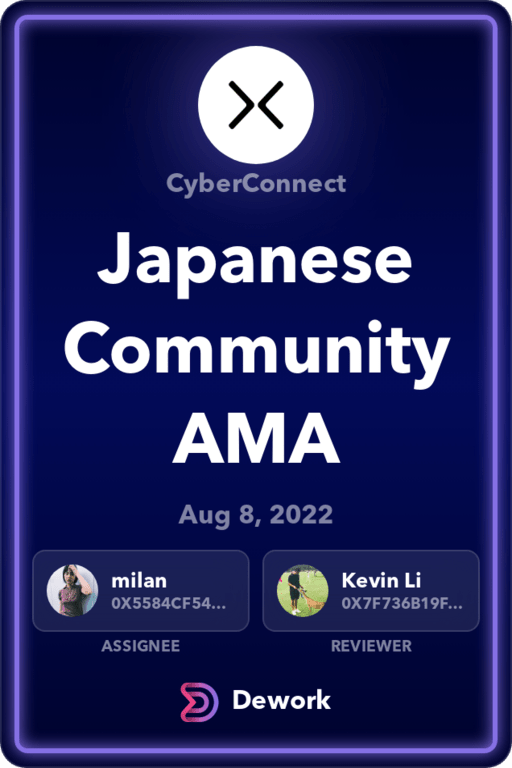 CyberConnect
Japanese
Community
AMA
Aug 8, 2022
milan
0X5584CF54...
ASSIGNEE
Kevin Li
0X7F736B19F...
REVIEWER
Dework